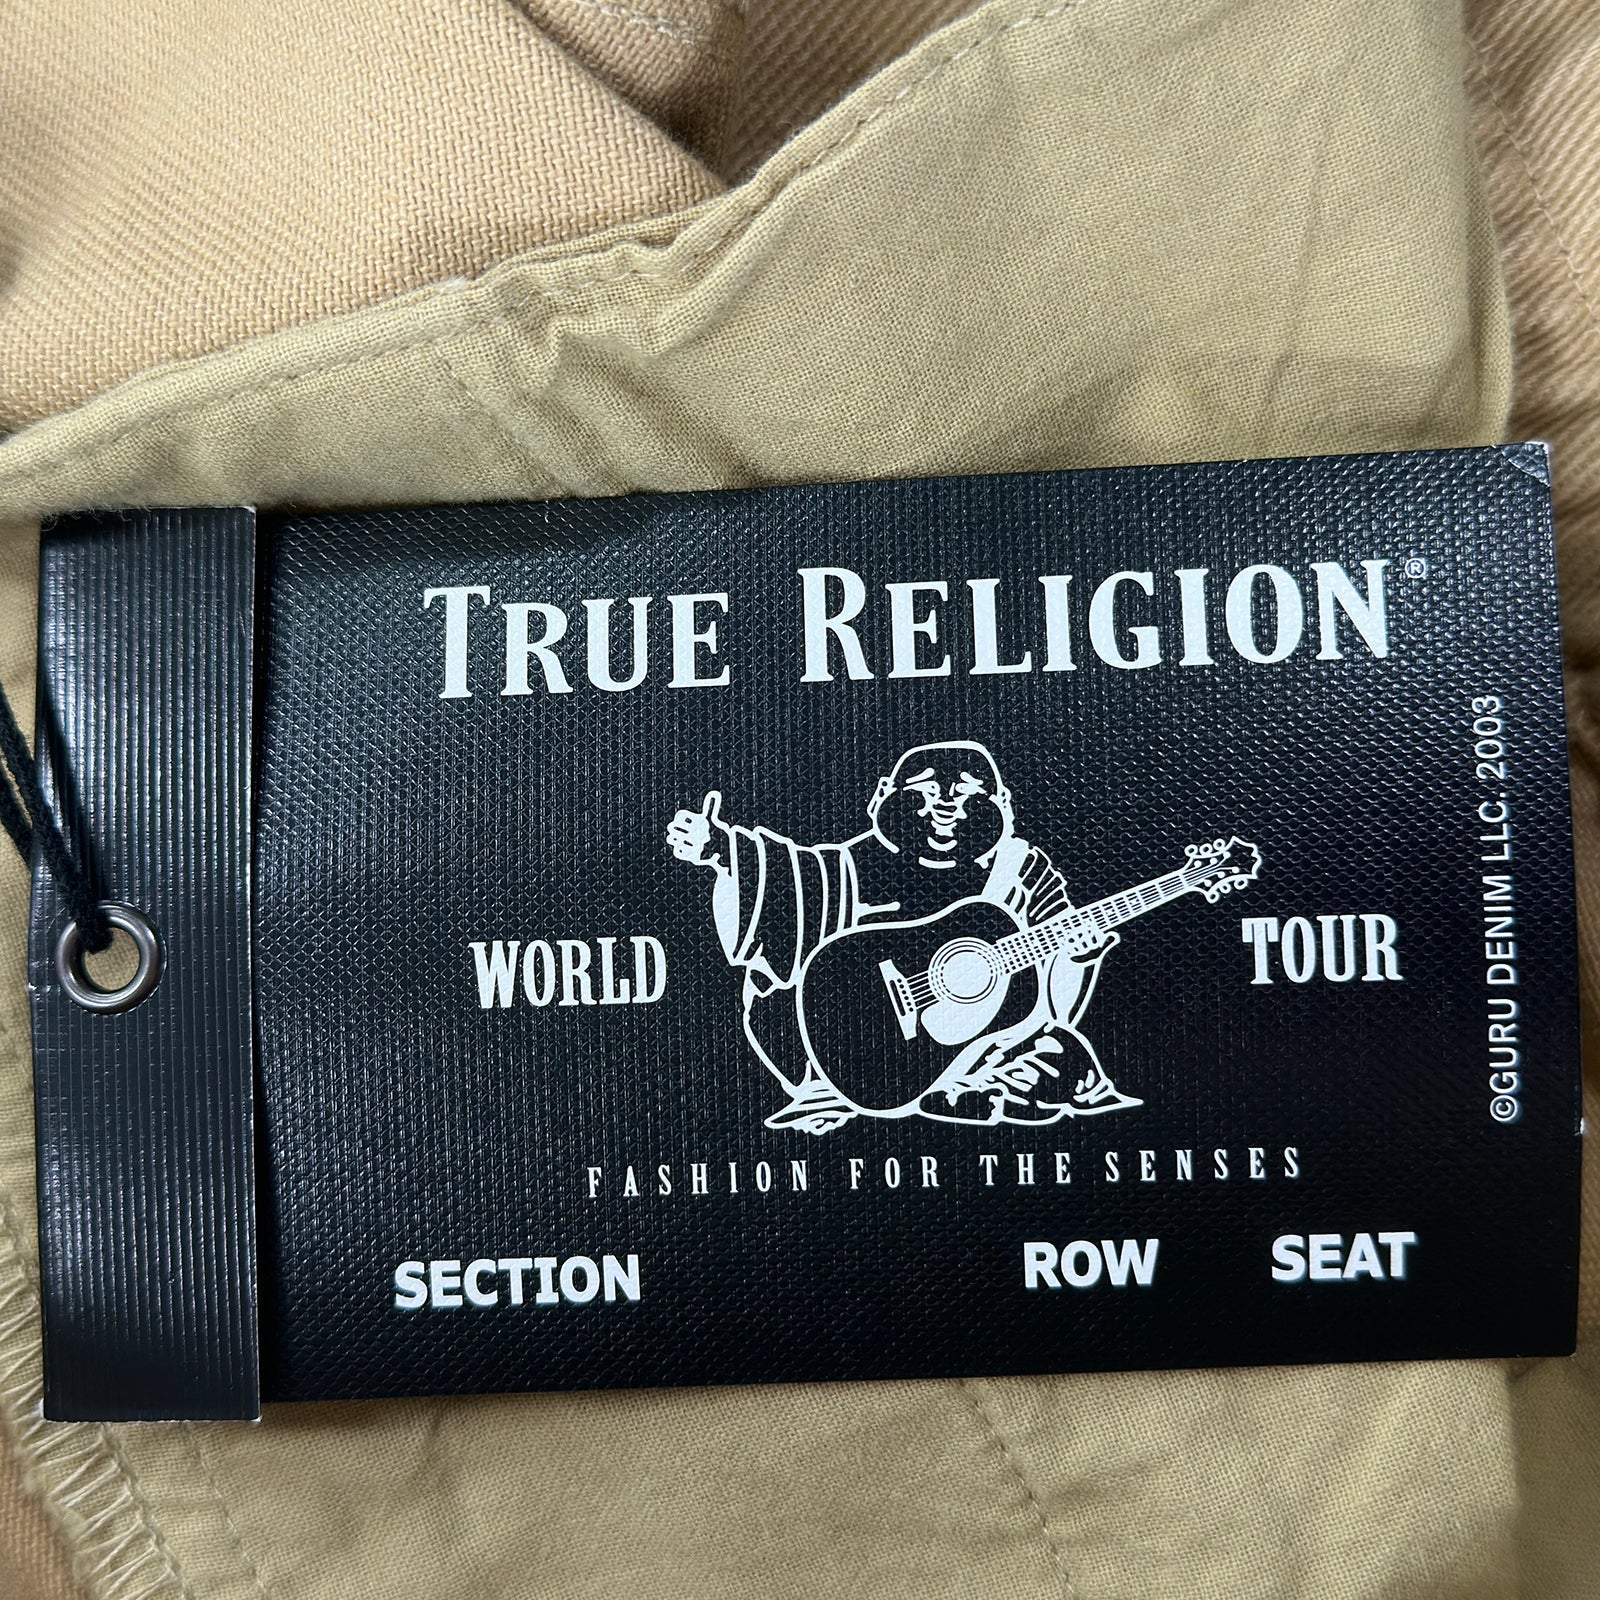 TRUE RELIGION®
WORLD TOUR
FASHION FOR THE SENSES
SECTION ROW SEAT
©GURU DENIM LLC. 2003